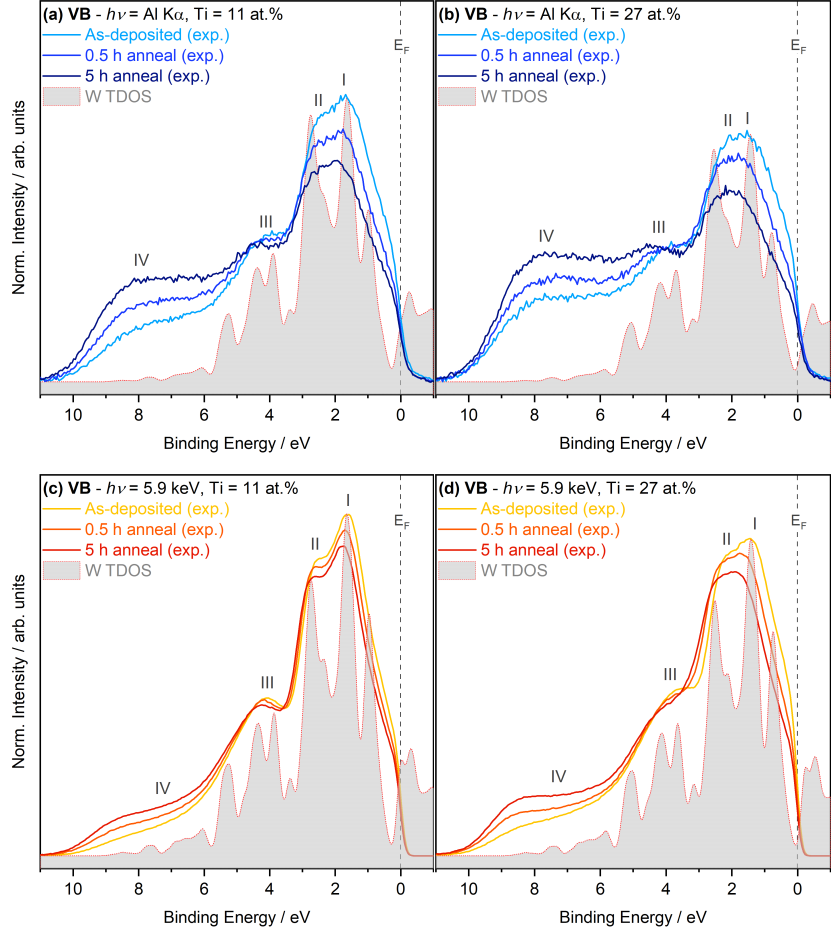 (a) VB - hν = Al Kα, Ti = 11 at.%
As-deposited (exp.)
0.5 h anneal (exp.)
5 h anneal (exp.)
W TDOS
E_F
I
II
III
IV
Norm. Intensity / arb. units
10 8 6 4 2 0
Binding Energy / eV
(b) VB - hν = Al Kα, Ti = 27 at.%
As-deposited (exp.)
0.5 h anneal (exp.)
5 h anneal (exp.)
W TDOS
E_F
II
I
III
IV
10 8 6 4 2 0
Binding Energy / eV
(c) VB - hν = 5.9 keV, Ti = 11 at.%
As-deposited (exp.)
0.5 h anneal (exp.)
5 h anneal (exp.)
W TDOS
E_F
I
II
III
IV
Norm. Intensity / arb. units
10 8 6 4 2 0
Binding Energy / eV
(d) VB - hν = 5.9 keV, Ti = 27 at.%
As-deposited (exp.)
0.5 h anneal (exp.)
5 h anneal (exp.)
W TDOS
E_F
I
II
III
IV
10 8 6 4 2 0
Binding Energy / eV